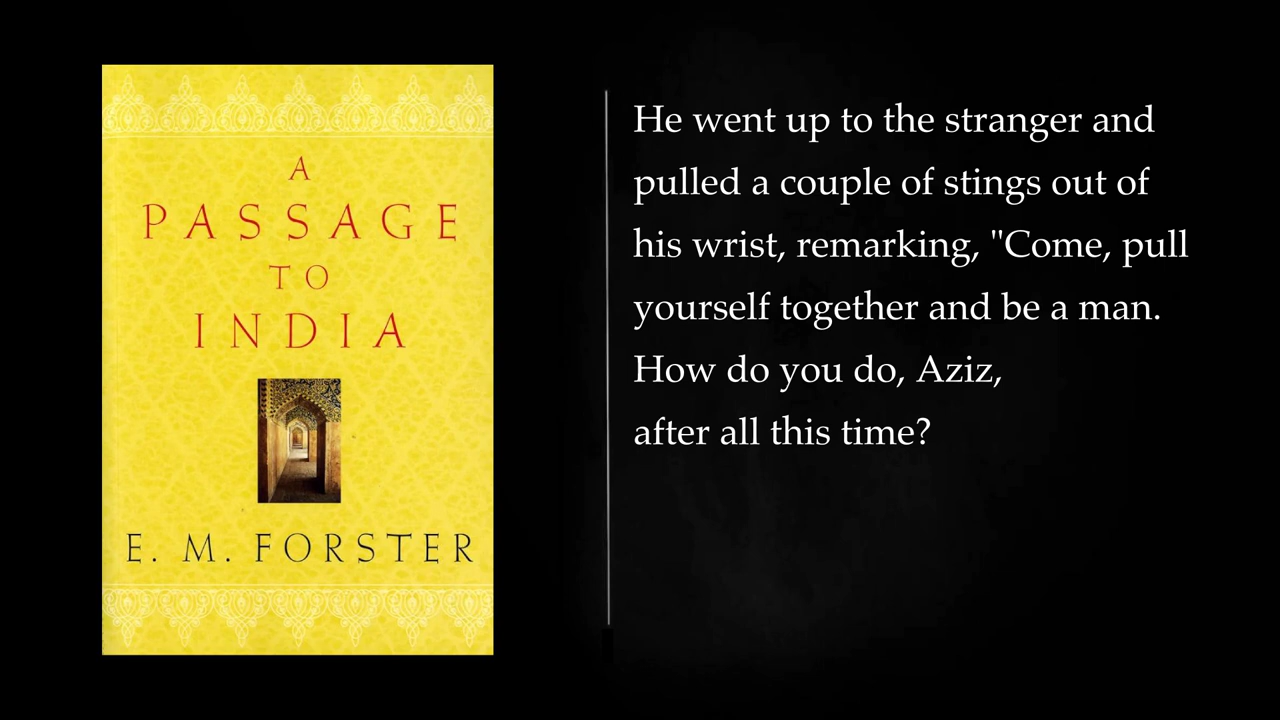 A
PASSAGE
TO
INDIA
E. M. FORSTER
He went up to the stranger and
pulled a couple of stings out of
his wrist, remarking, "Come, pull
yourself together and be a man.
How do you do, Aziz,
after all this time?